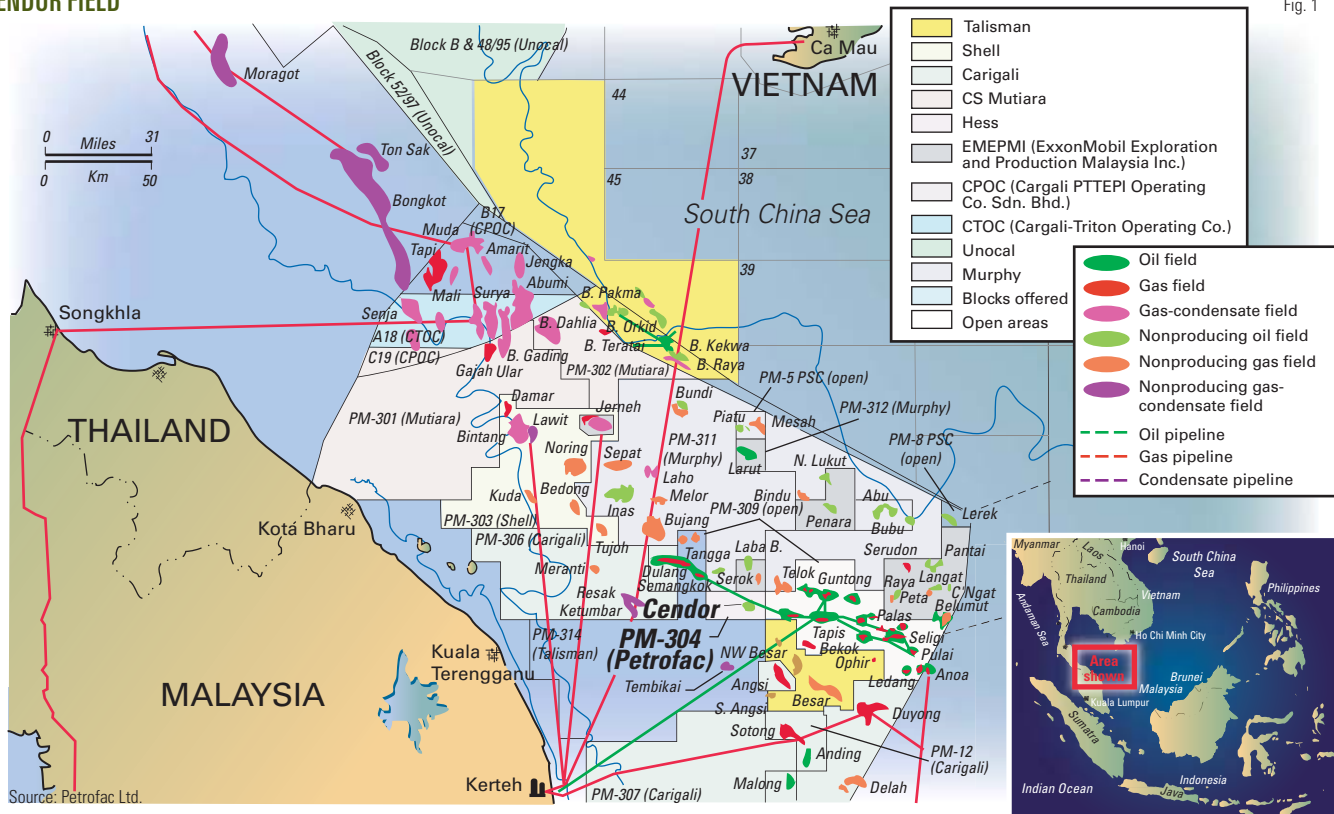 ENDOR FIELD
Fig. 1
Block B & 48/95 (Unocal)
Block 52/97 (Unocal)
Ca Mau
VIETNAM
Moragot
0 Miles 31
0 Km 50
Ton Sak
Bongkot
44
37
45
38
39
South China Sea
B17
(CPOC)
Muda
Tapi
Amarit
Jengka
Abumi
Mali
Surya
Senja
A18 (CTOC)
C19 (CPOC)
Gajah Ular
B. Gading
B. Dahlia
B. Pakma
B. Orkid
B. Teratai
B. Kekwa
B. Raya
Songkhla
THAILAND
Kota Bharu
MALAYSIA
Kuala
Terengganu
Kerteh
Source: Petrofac Ltd.
PM-302 (Mutiara)
PM-301 (Mutiara)
Damar
Lawit
Jerneh
Bintang
Noring
Sepat
Bedong
Kuda
Inas
PM-303 (Shell)
PM-306 (Carigali)
Tujoh
Meranti
Resak
Ketumbar
Bundi
PM-311
(Murphy)
Laho
Melor
Bujang
PM-5 PSC (open)
PM-312 (Murphy)
PM-8 PSC
(open)
Piatu
Mesah
Larut
N. Lukut
Bindu
Penara
Abu
Bubu
Lerek
PM-309 (open)
Tangga
Laba B.
Serudon
Pantai
Dulang
Semangkok
Serok
Telok
Guntong
Raya
Langat
Peta
C'Ngat
Belumut
Cendor
PM-304
(Petrofac)
Palas
Tapis
Bekok
Seligi
Pulai
PM-314
(Talisman)
NW Besar
Ophir
Ledang
Anoa
Tembikai
Angsi
Besar
S. Angsi
Duyong
Sotong
Anding
PM-12
(Carigali)
Malong
Delah
PM-307 (Carigali)
Talisman
Shell
Carigali
CS Mutiara
Hess
EMEPMI (ExxonMobil Exploration
and Production Malaysia Inc.)
CPOC (Cargali PTTEPI Operating
Co. Sdn. Bhd.)
CTOC (Cargali-Triton Operating Co.)
Unocal
Murphy
Blocks offered
Open areas
Oil field
Gas field
Gas-condensate field
Nonproducing oil field
Nonproducing gas field
Nonproducing gas-
condensate field
Oil pipeline
Gas pipeline
Condensate pipeline
Myanmar
Laos
Hanoi
South China
Sea
Thailand
Vietnam
Philippines
Cambodia
Andaman Sea
Ho Chi Minh City
Area
shown
Brunei
Malaysia
Kuala Lumpur
Sumatra
Indonesia
Indian Ocean
Java